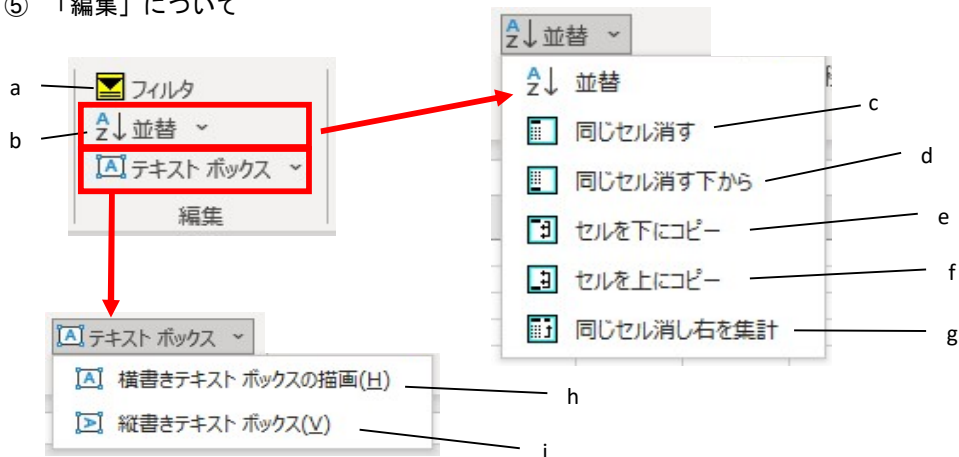 ⑤ 「編集」について
a
フィルタ
b
並替
テキスト ボックス
編集
並替
並替
同じセル消す
c
同じセル消す下から
d
セルを下にコピー
e
セルを上にコピー
f
同じセル消し右を集計
g
テキスト ボックス
横書きテキスト ボックスの描画(H)
h
縦書きテキスト ボックス(V)
i